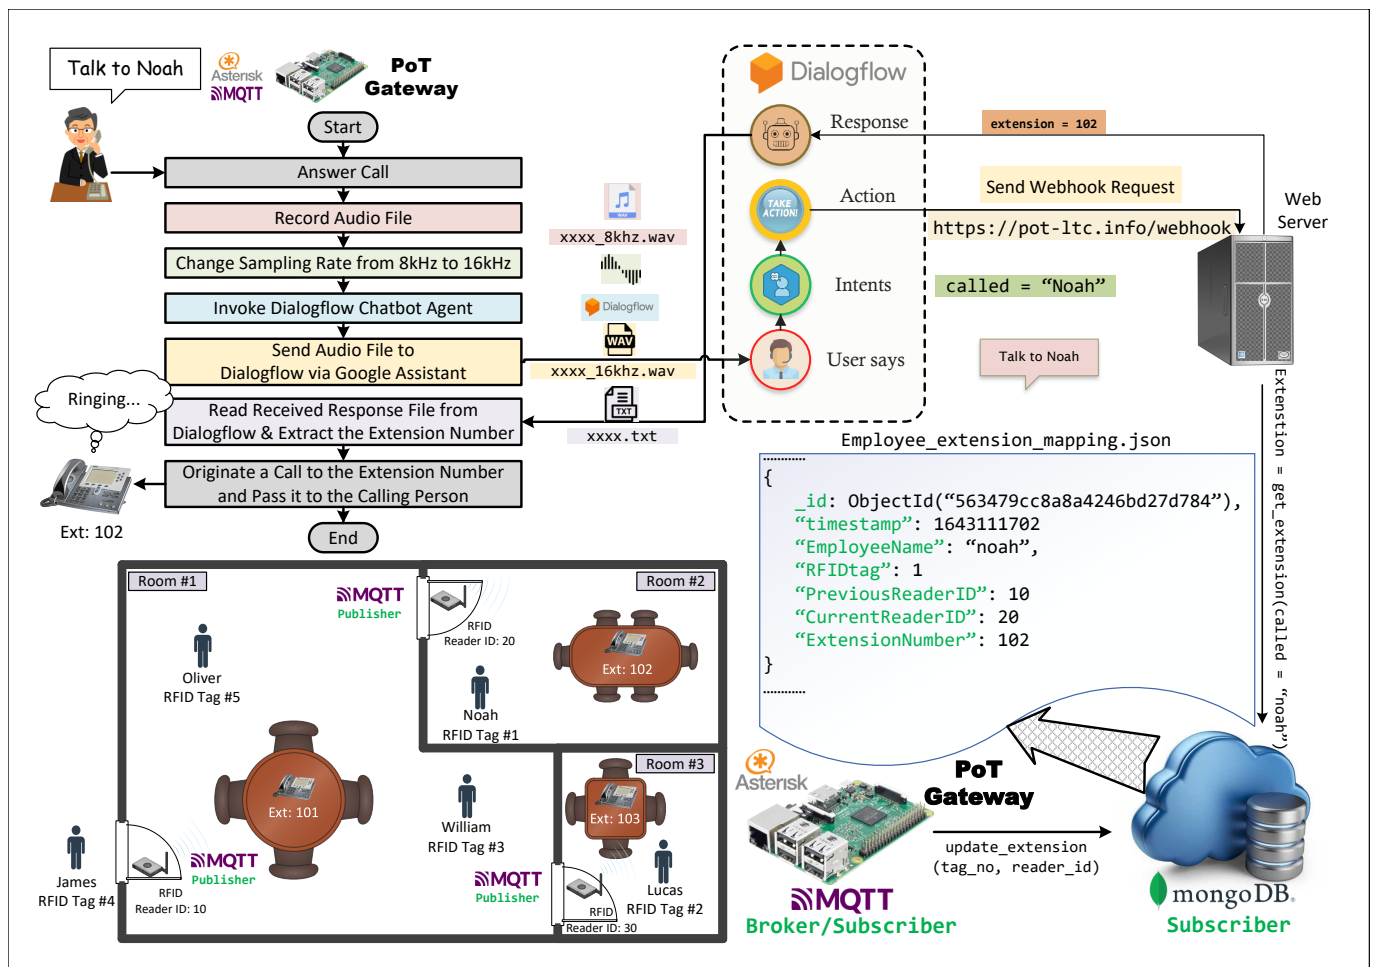 Talk to Noah
Asterisk
MQTT
PoT
Gateway
Start
Answer Call
Record Audio File
Change Sampling Rate from 8kHz to 16kHz
Invoke Dialogflow Chatbot Agent
Send Audio File to
Dialogflow via Google Assistant
Read Received Response File from
Dialogflow & Extract the Extension Number
Originate a Call to the Extension Number
and Pass it to the Calling Person
End
Ringing...
Ext: 102
WAV
xxxx_8khz.wav
Dialogflow
WAV
xxxx_16khz.wav
TXT
xxxx.txt
Dialogflow
Response
TAKE
ACTION!
Action
Intents
User says
extension = 102
Send Webhook Request
https://pot-ltc.info/webhook
called = “Noah”
Talk to Noah
Web
Server
Extenstion = get_extension(called = “noah”)
Employee_extension_mapping.json
…………
{
_id: ObjectId(“563479cc8a8a4246bd27d784”),
“timestamp”: 1643111702
“EmployeeName”: “noah”,
“RFIDtag”: 1
“PreviousReaderID”: 10
“CurrentReaderID”: 20
“ExtensionNumber”: 102
}
…………
Room #1
MQTT
Publisher
RFID
Reader ID: 20
Room #2
Ext: 102
Oliver
RFID Tag #5
Noah
RFID Tag #1
Room #3
Ext: 101
William
RFID Tag #3
Ext: 103
James
RFID Tag #4
MQTT
Publisher
RFID
Reader ID: 10
MQTT
Publisher
RFID
Reader ID: 30
Lucas
RFID Tag #2
Asterisk
PoT
Gateway
MQTT
Broker/Subscriber
update_extension
(tag_no, reader_id)
mongoDB.
Subscriber